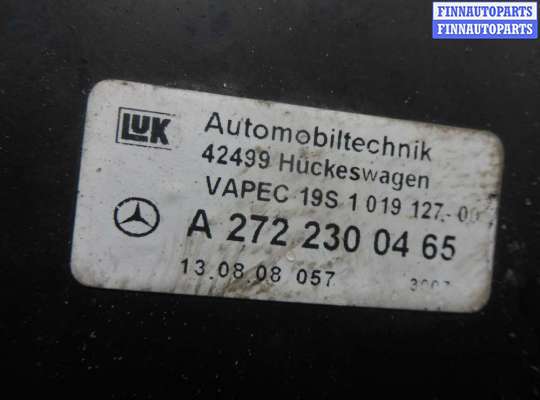 FINNAUTOPARTS
FINNAUTOPARTS
LUK Automobiltechnik
42499 Hückeswagen
VAPEC 19S 1 019 127-00
A 272 230 04 65
13.08.08 057